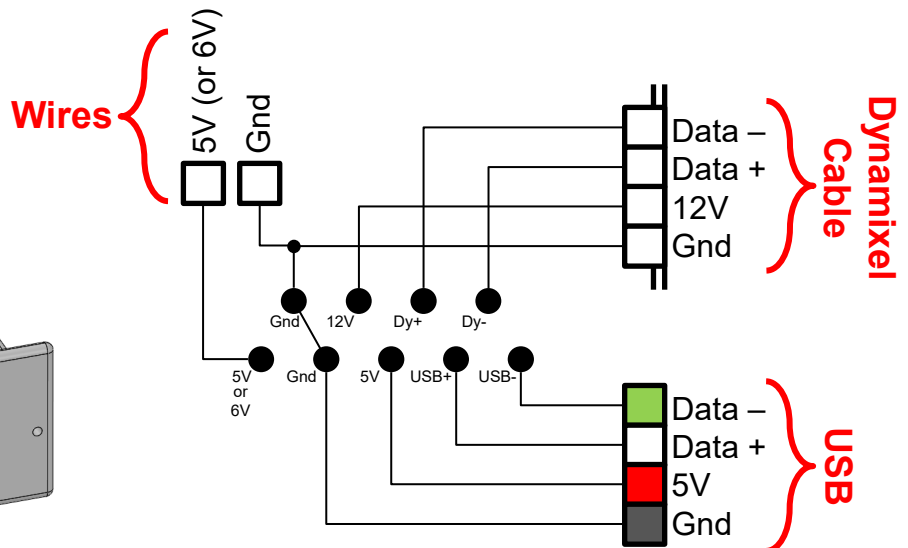 Wires
5V (or 6V)
Gnd
Data –
Data +
12V
Gnd
Dynamixel
Cable
Gnd
12V
Dy+
Dy-
5V
or
6V
Gnd
5V
USB+
USB-
Data –
Data +
5V
Gnd
USB